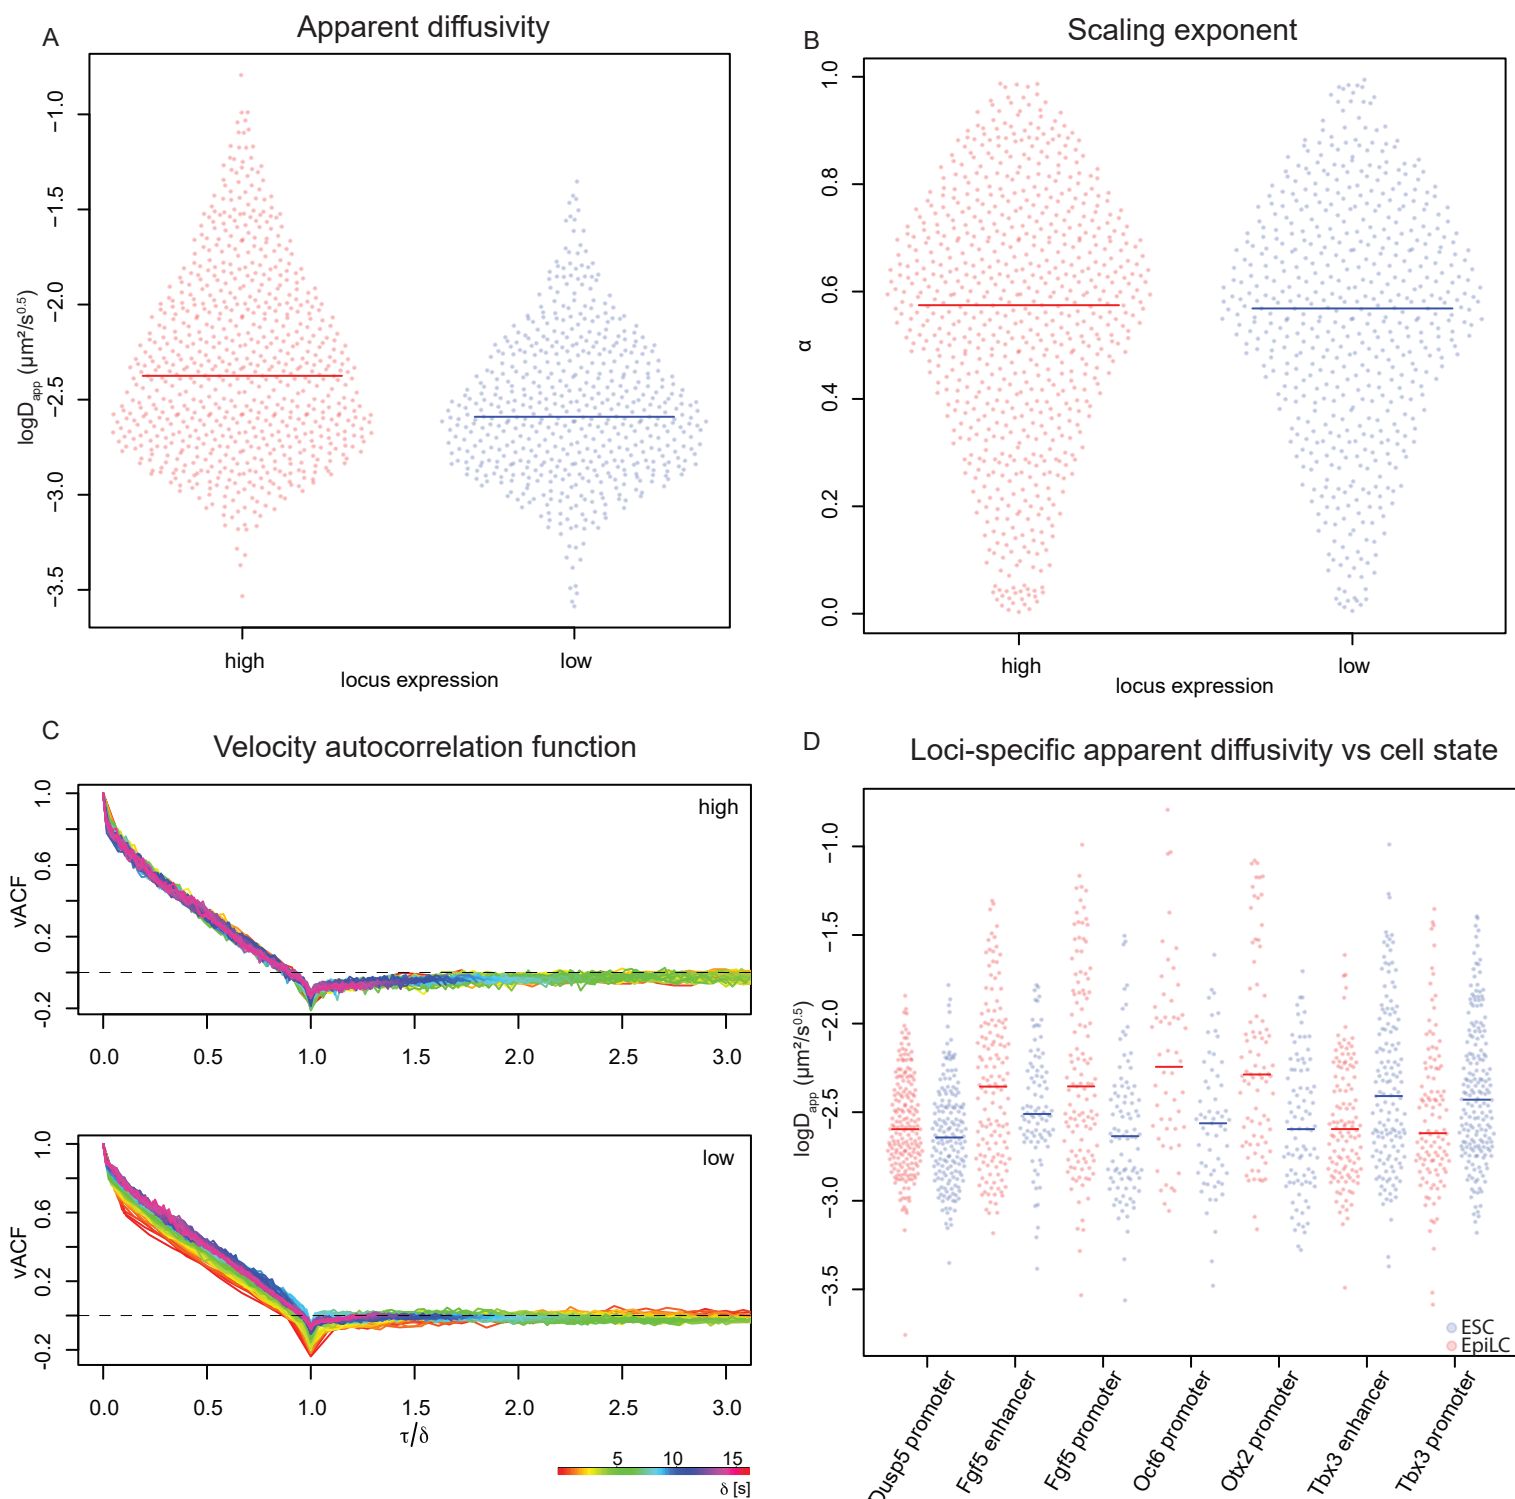 A
Apparent diffusivity
logDapp (µm²/s0.5)
−1.0
−1.5
−2.0
−2.5
−3.0
−3.5
high
low
locus expression
B
Scaling exponent
α
1.0
0.8
0.6
0.4
0.2
0.0
high
low
locus expression
C
Velocity autocorrelation function
vACF
1.0
0.6
0.2
-0.2
high
0.0 0.5 1.0 1.5 2.0 2.5 3.0
vACF
1.0
0.6
0.2
-0.2
low
0.0 0.5 1.0 1.5 2.0 2.5 3.0
τ/δ
5 10 15
δ [s]
D
Loci-specific apparent diffusivity vs cell state
logDapp (µm²/s0.5)
−1.0
−1.5
−2.0
−2.5
−3.0
−3.5
ESC
EpiLC
Dusp5 promoter
Fgf5 enhancer
Fgf5 promoter
Oct6 promoter
Otx2 promoter
Tbx3 enhancer
Tbx3 promoter